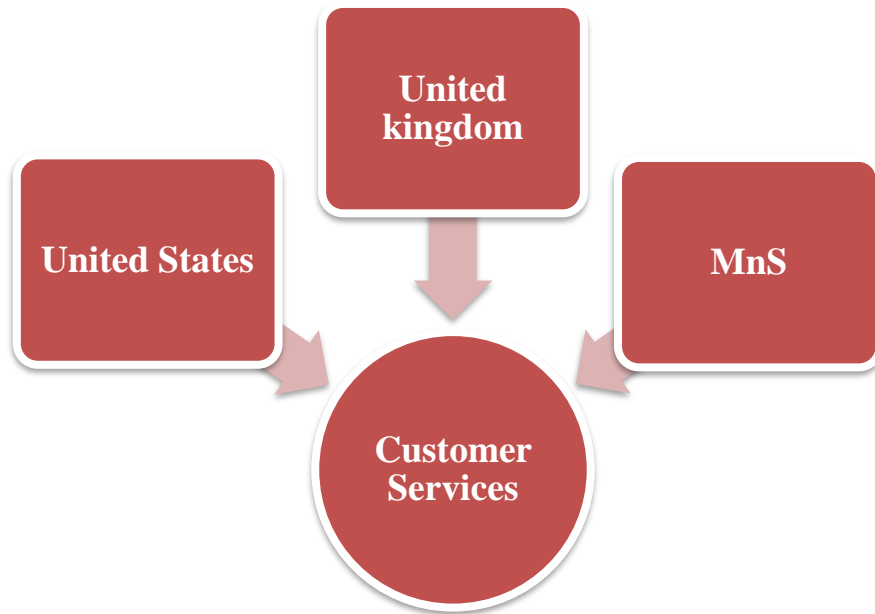 United
kingdom
United States
MnS
Customer
Services